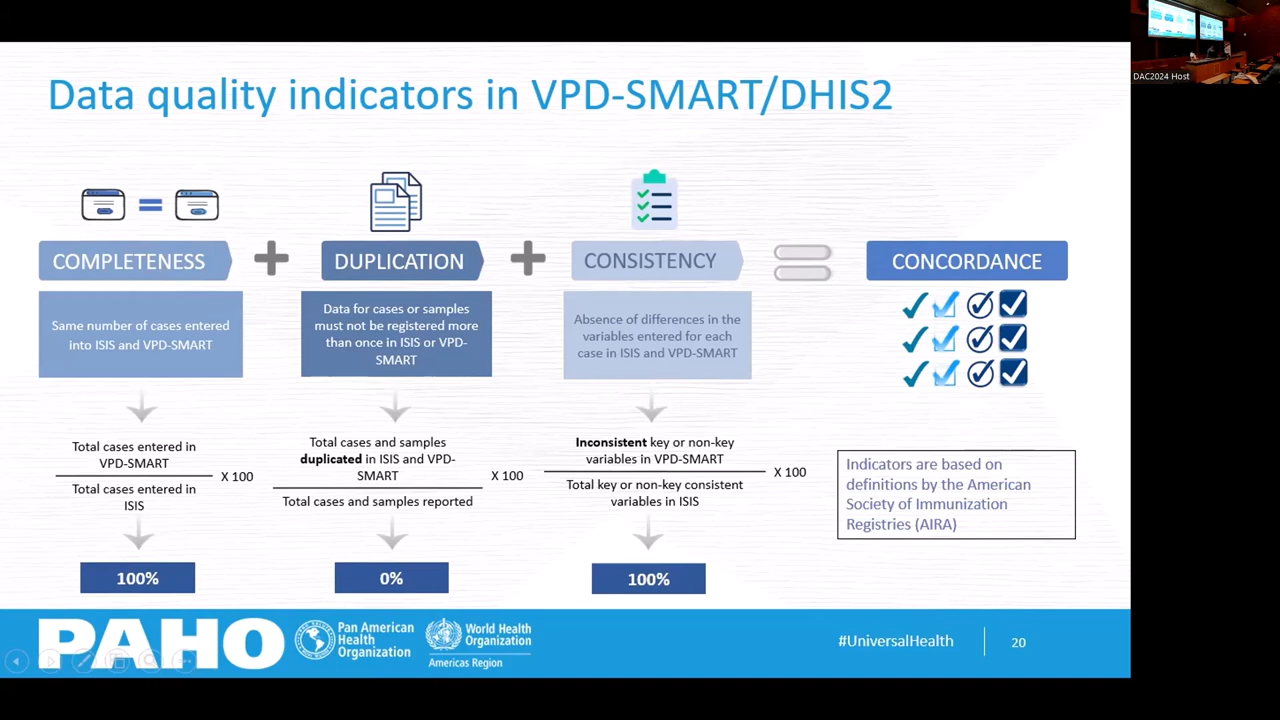 Data quality indicators in VPD-SMART/DHIS2
DAC2024 Host
COMPLETENESS
DUPLICATION
CONSISTENCY
CONCORDANCE
Same number of cases entered
into ISIS and VPD-SMART
Data for cases or samples
must not be registered more
than once in ISIS or VPD-
SMART
Absence of differences in the
variables entered for each
case in ISIS and VPD-SMART
Total cases entered in
VPD-SMART
X 100
Total cases entered in
ISIS
Total cases and samples
duplicated in ISIS and VPD-
SMART
X 100
Total cases and samples reported
Inconsistent key or non-key
variables in VPD-SMART
X 100
Total key or non-key consistent
variables in ISIS
Indicators are based on
definitions by the American
Society of Immunization
Registries (AIRA)
100%
0%
100%
PAHO
Pan American
Health
Organization
World Health
Organization
Americas Region
#UniversalHealth
20